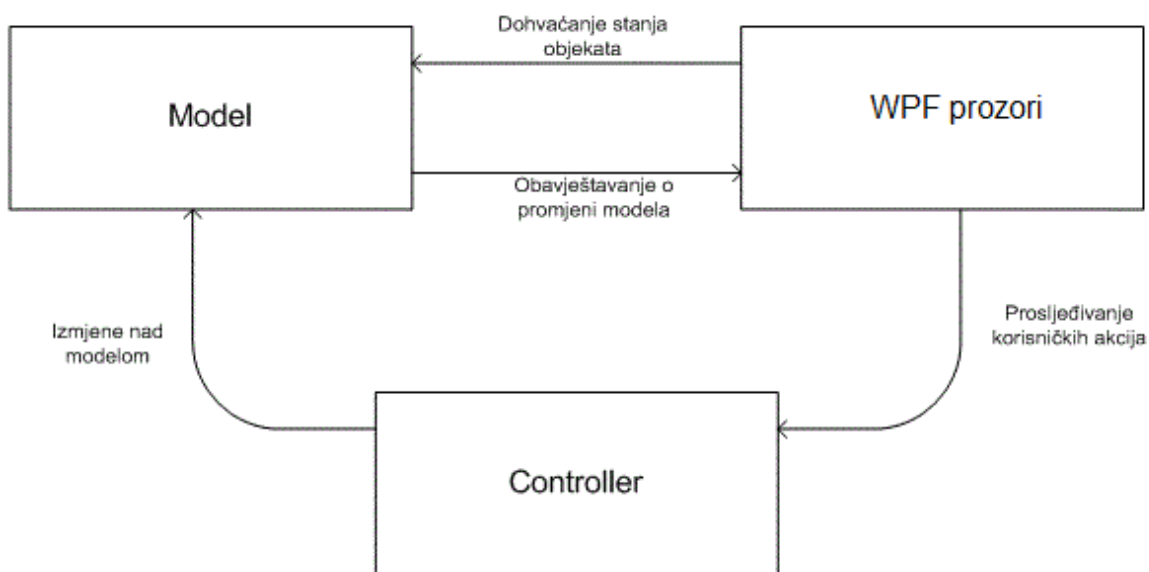 Dohvaćanje stanja
objekata
Model
WPF prozori
Obavještavanje o
promjeni modela
Izmjene nad
modelom
Prosljeđivanje
korisničkih akcija
Controller